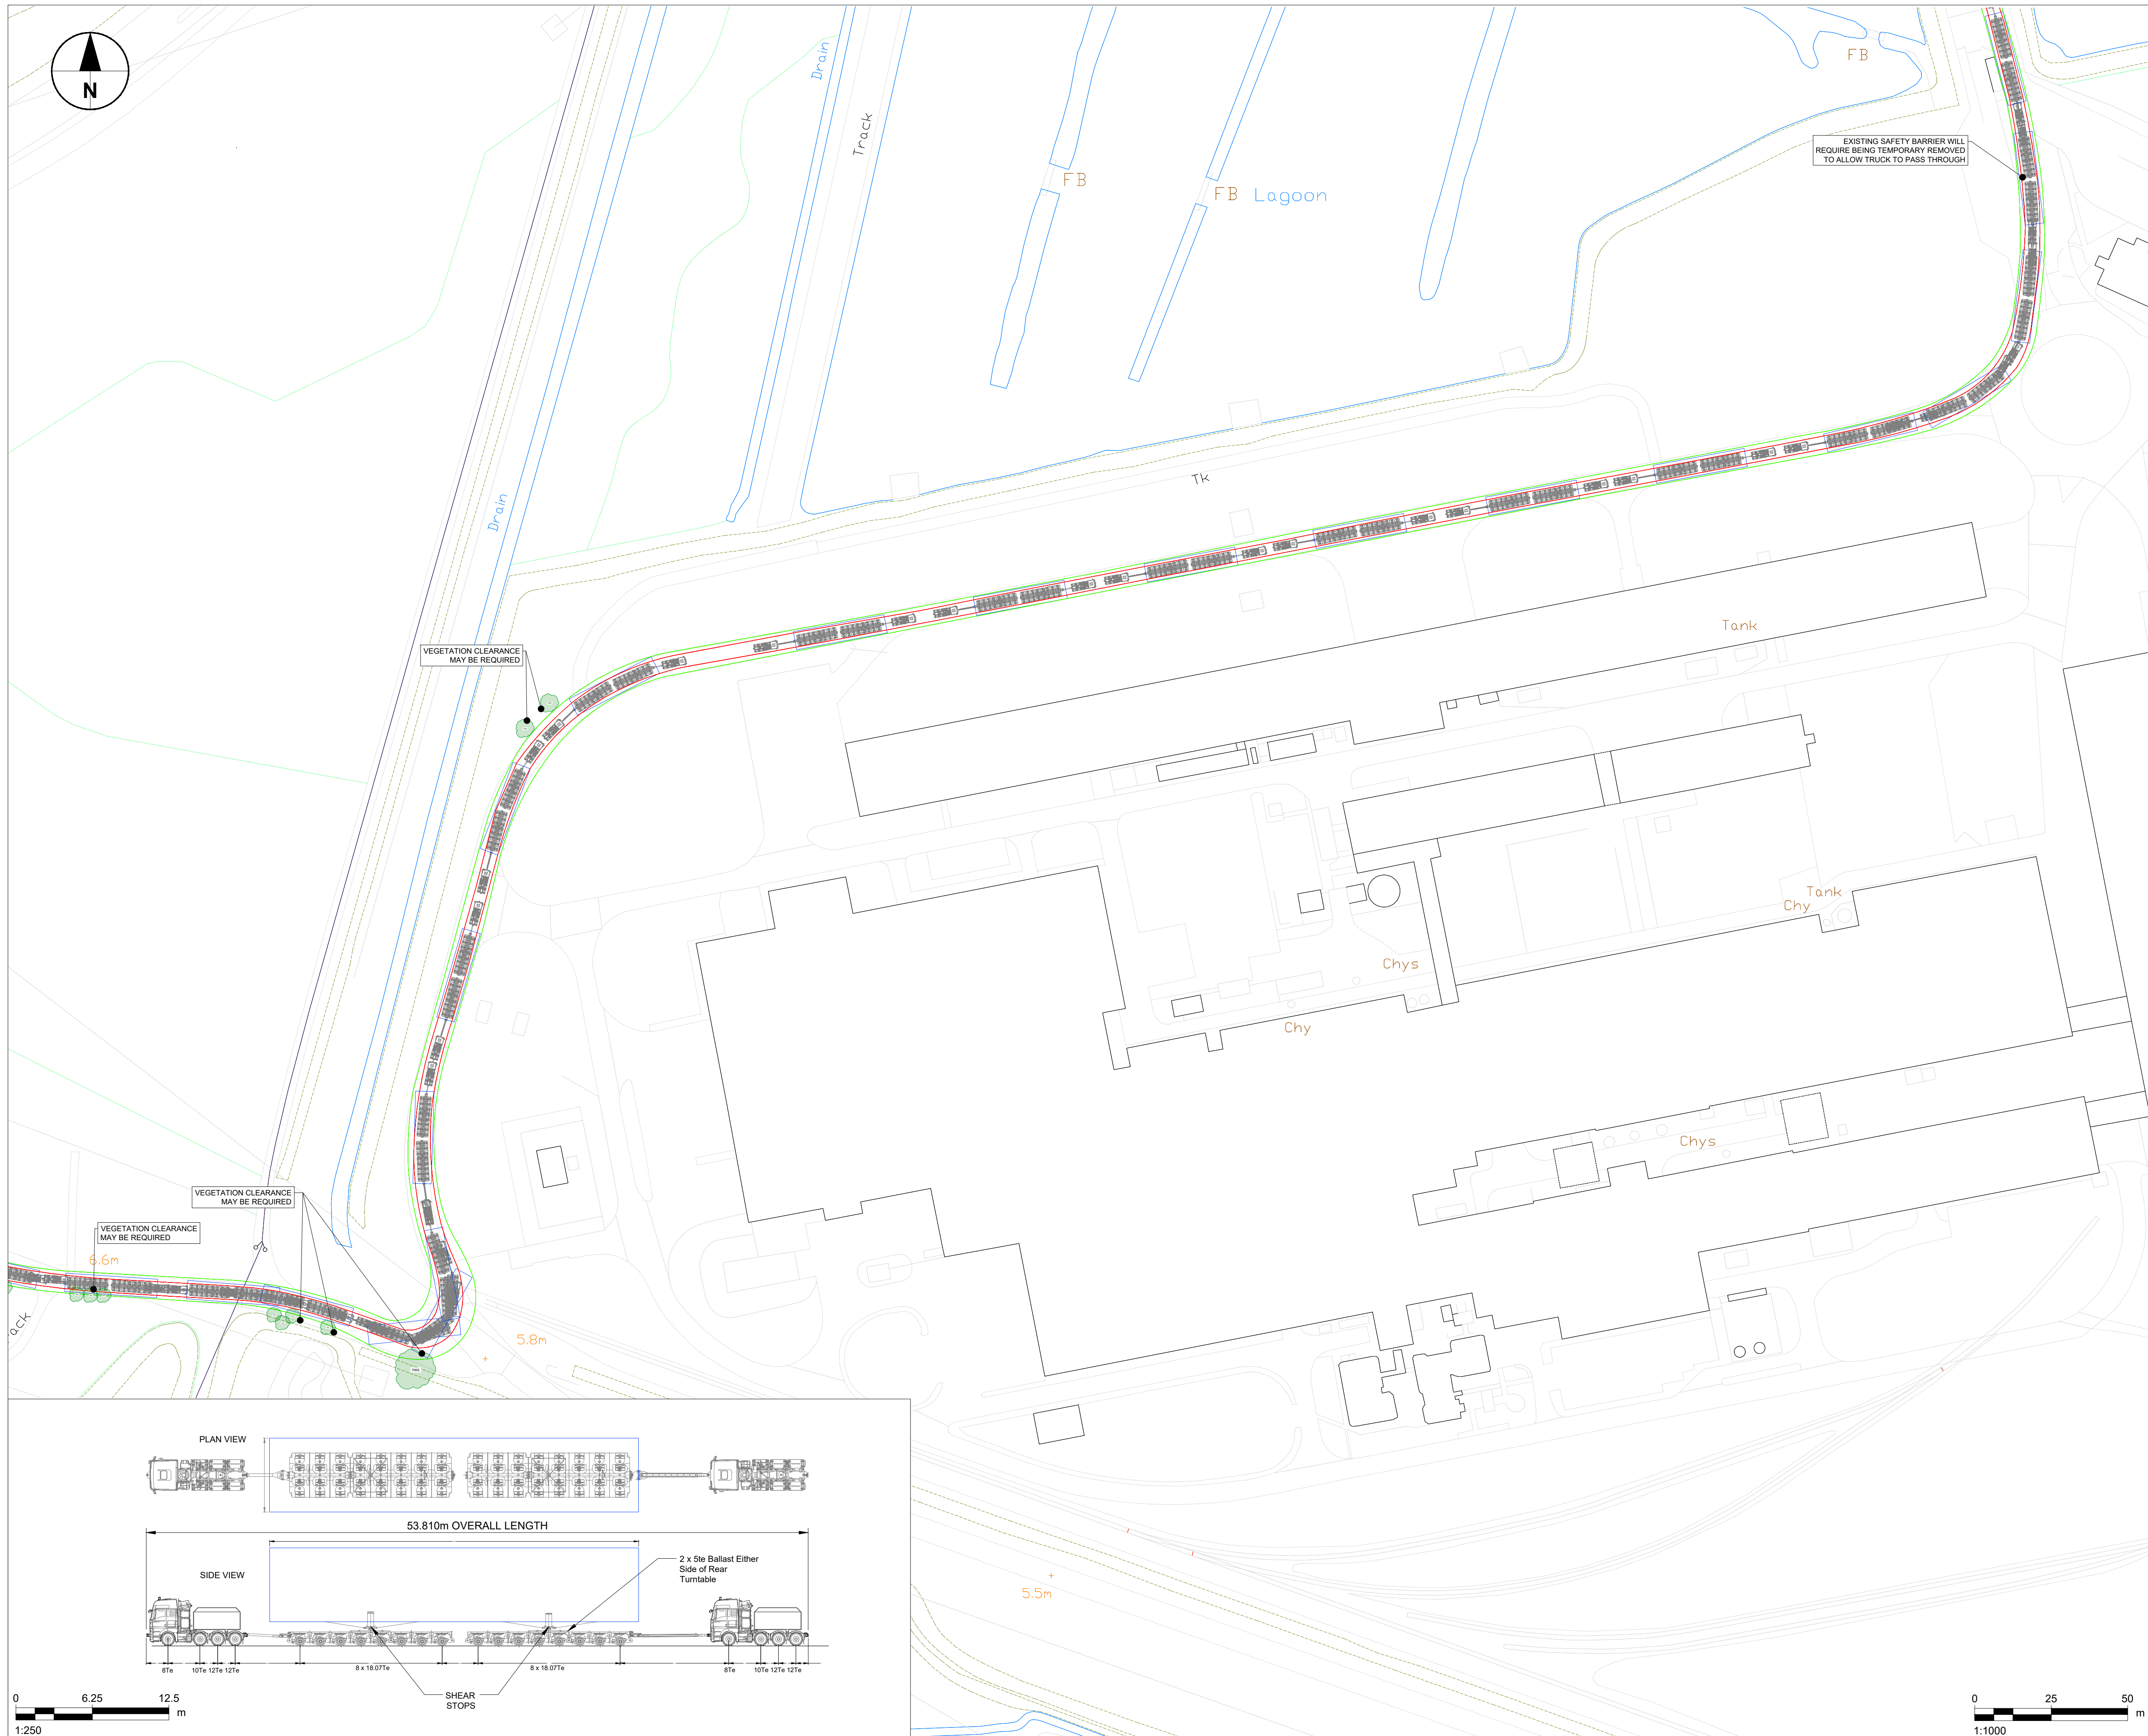 N
Drain
Track
FB
FB
Lagoon
FB
EXISTING SAFETY BARRIER WILL
REQUIRE BEING TEMPORARY REMOVED
TO ALLOW TRUCK TO PASS THROUGH
Drain
Tk
Tank
VEGETATION CLEARANCE
MAY BE REQUIRED
Tank
Chy
Chys
Chy
Chys
VEGETATION CLEARANCE
MAY BE REQUIRED
VEGETATION CLEARANCE
MAY BE REQUIRED
6.6m
ack
5.8m
5.5m
PLAN VIEW
53.810m OVERALL LENGTH
SIDE VIEW
2 x 5te Ballast Either
Side of Rear
Turntable
8Te 10Te 12Te 12Te 8 x 18.07Te 8 x 18.07Te 8Te 10Te 12Te 12Te
SHEAR
STOPS
0 6.25 12.5
m
1:250
0 25 50
m
1:1000